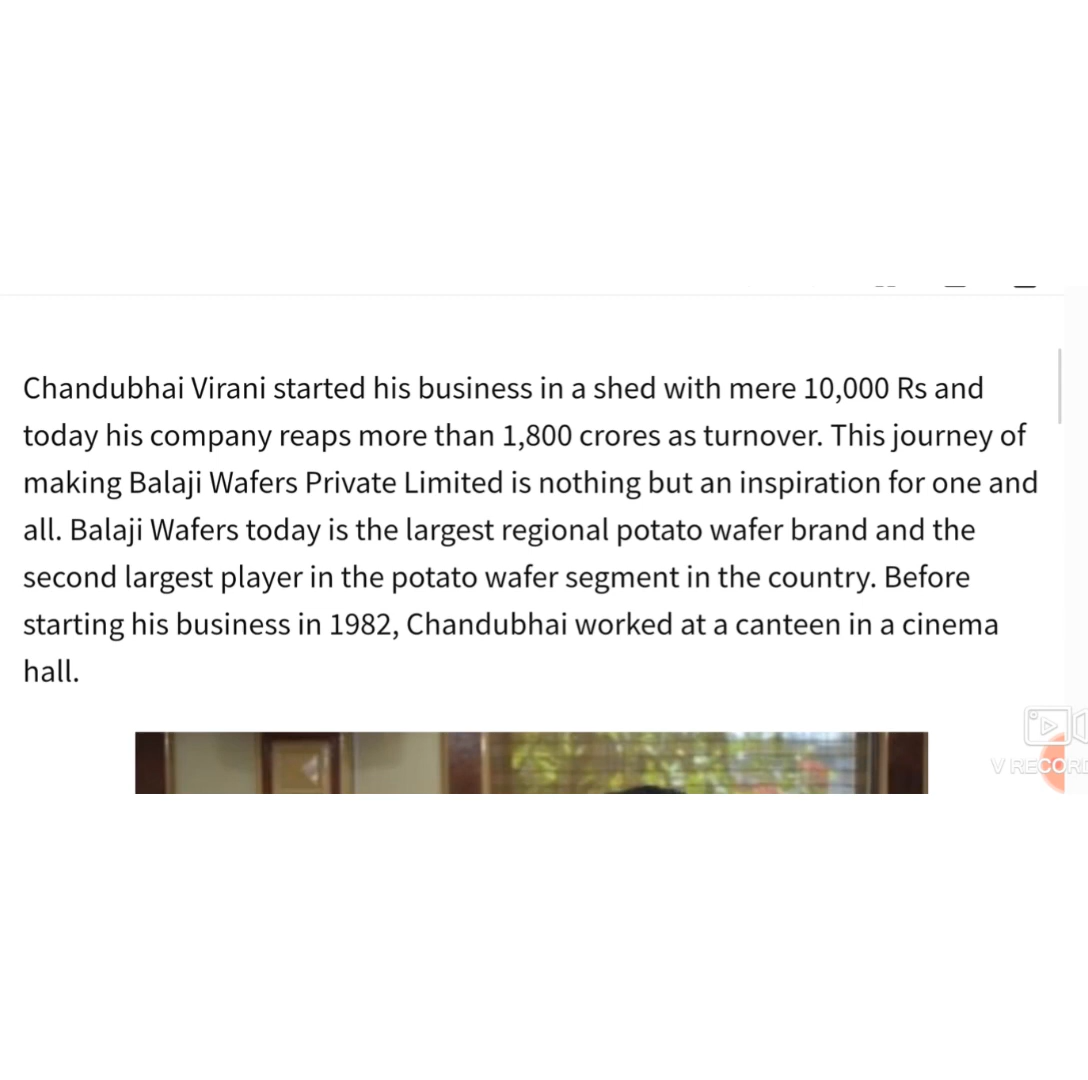 Chandubhai Virani started his business in a shed with mere 10,000 Rs and
today his company reaps more than 1,800 crores as turnover. This journey of
making Balaji Wafers Private Limited is nothing but an inspiration for one and
all. Balaji Wafers today is the largest regional potato wafer brand and the
second largest player in the potato wafer segment in the country. Before
starting his business in 1982, Chandubhai worked at a canteen in a cinema
hall.
V RECORD